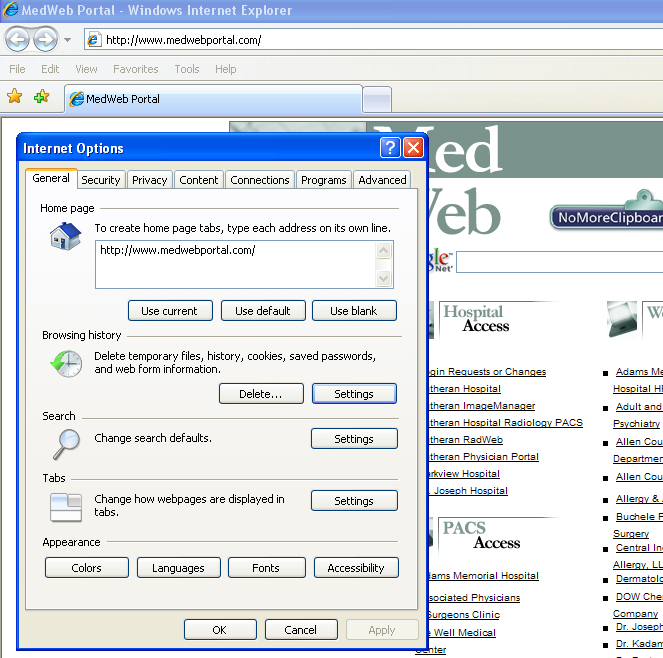 MedWeb Portal - Windows Internet Explorer
http://www.medwebportal.com/
File Edit View Favorites Tools Help
MedWeb Portal
Internet Options
General Security Privacy Content Connections Programs Advanced
Home page
To create home page tabs, type each address on its own line.
http://www.medwebportal.com/
Use current Use default Use blank
Browsing history
Delete temporary files, history, cookies, saved passwords,
and web form information.
Delete... Settings
Search
Change search defaults.
Settings
Tabs
Change how webpages are displayed in
tabs.
Settings
Appearance
Colors Languages Fonts Accessibility
OK Cancel Apply
Med
Web
NoMoreClipboar
gle™
Net
Hospital
Access
gin Requests or Changes
theran Hospital
theran ImageManager
theran Hospital Radiology PACS
theran RadWeb
theran Physician Portal
rkview Hospital
. Joseph Hospital
PACS
Access
dams Memorial Hospital
sociated Physicians
Surgeons Clinic
e Well Medical
Center
W
Adams Me
Hospital H
Adult and
Psychiatry
Allen Cou
Departmen
Allen Cou
Allergy &
Buchele P
Surgery
Central In
Allergy, LL
Dermatolo
DOW Che
Company
Dr. Joseph
Dr. Kadam